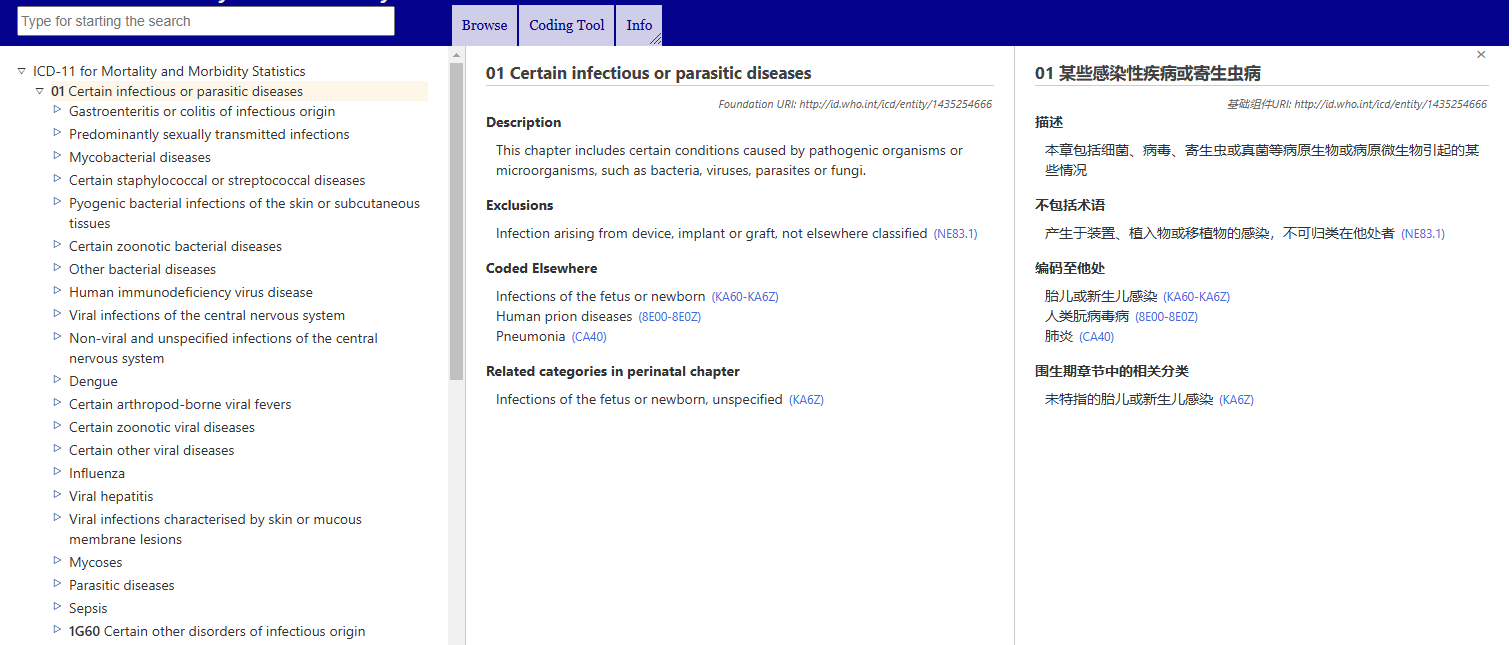 Type for starting the search
Browse
Coding Tool
Info
ICD-11 for Mortality and Morbidity Statistics
01 Certain infectious or parasitic diseases
Gastroenteritis or colitis of infectious origin
Predominantly sexually transmitted infections
Mycobacterial diseases
Certain staphylococcal or streptococcal diseases
Pyogenic bacterial infections of the skin or subcutaneous
tissues
Certain zoonotic bacterial diseases
Other bacterial diseases
Human immunodeficiency virus disease
Viral infections of the central nervous system
Non-viral and unspecified infections of the central
nervous system
Dengue
Certain arthropod-borne viral fevers
Certain zoonotic viral diseases
Certain other viral diseases
Influenza
Viral hepatitis
Viral infections characterised by skin or mucous
membrane lesions
Mycoses
Parasitic diseases
Sepsis
1G60 Certain other disorders of infectious origin
01 Certain infectious or parasitic diseases
Foundation URI: http://id.who.int/icd/entity/1435254666
Description
This chapter includes certain conditions caused by pathogenic organisms or
microorganisms, such as bacteria, viruses, parasites or fungi.
Exclusions
Infection arising from device, implant or graft, not elsewhere classified (NE83.1)
Coded Elsewhere
Infections of the fetus or newborn (KA60-KA6Z)
Human prion diseases (8E00-8E0Z)
Pneumonia (CA40)
Related categories in perinatal chapter
Infections of the fetus or newborn, unspecified (KA6Z)
01 某些感染性疾病或寄生虫病
基础组件URI: http://id.who.int/icd/entity/1435254666
描述
本章包括细菌、病毒、寄生虫或真菌等病原生物或病原微生物引起的某
些情况
不包括术语
产生于装置、植入物或移植物的感染，不可归类在他处者 (NE83.1)
编码至他处
胎儿或新生儿感染 (KA60-KA6Z)
人类朊病毒病 (8E00-8E0Z)
肺炎 (CA40)
围生期章节中的相关分类
未特指的胎儿或新生儿感染 (KA6Z)